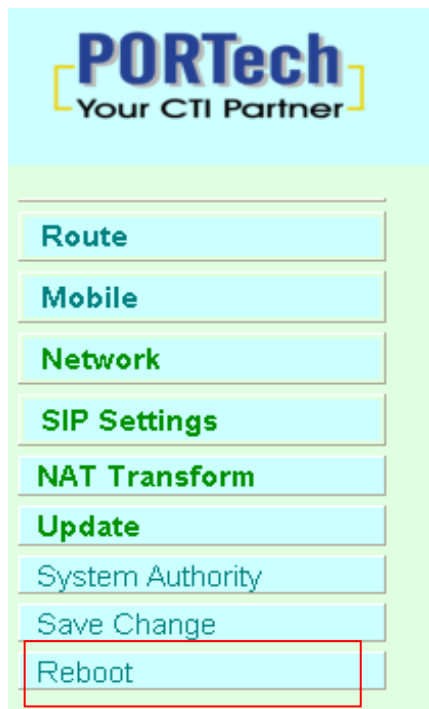 PORTech
Your CTI Partner
Route
Mobile
Network
SIP Settings
NAT Transform
Update
System Authority
Save Change
Reboot